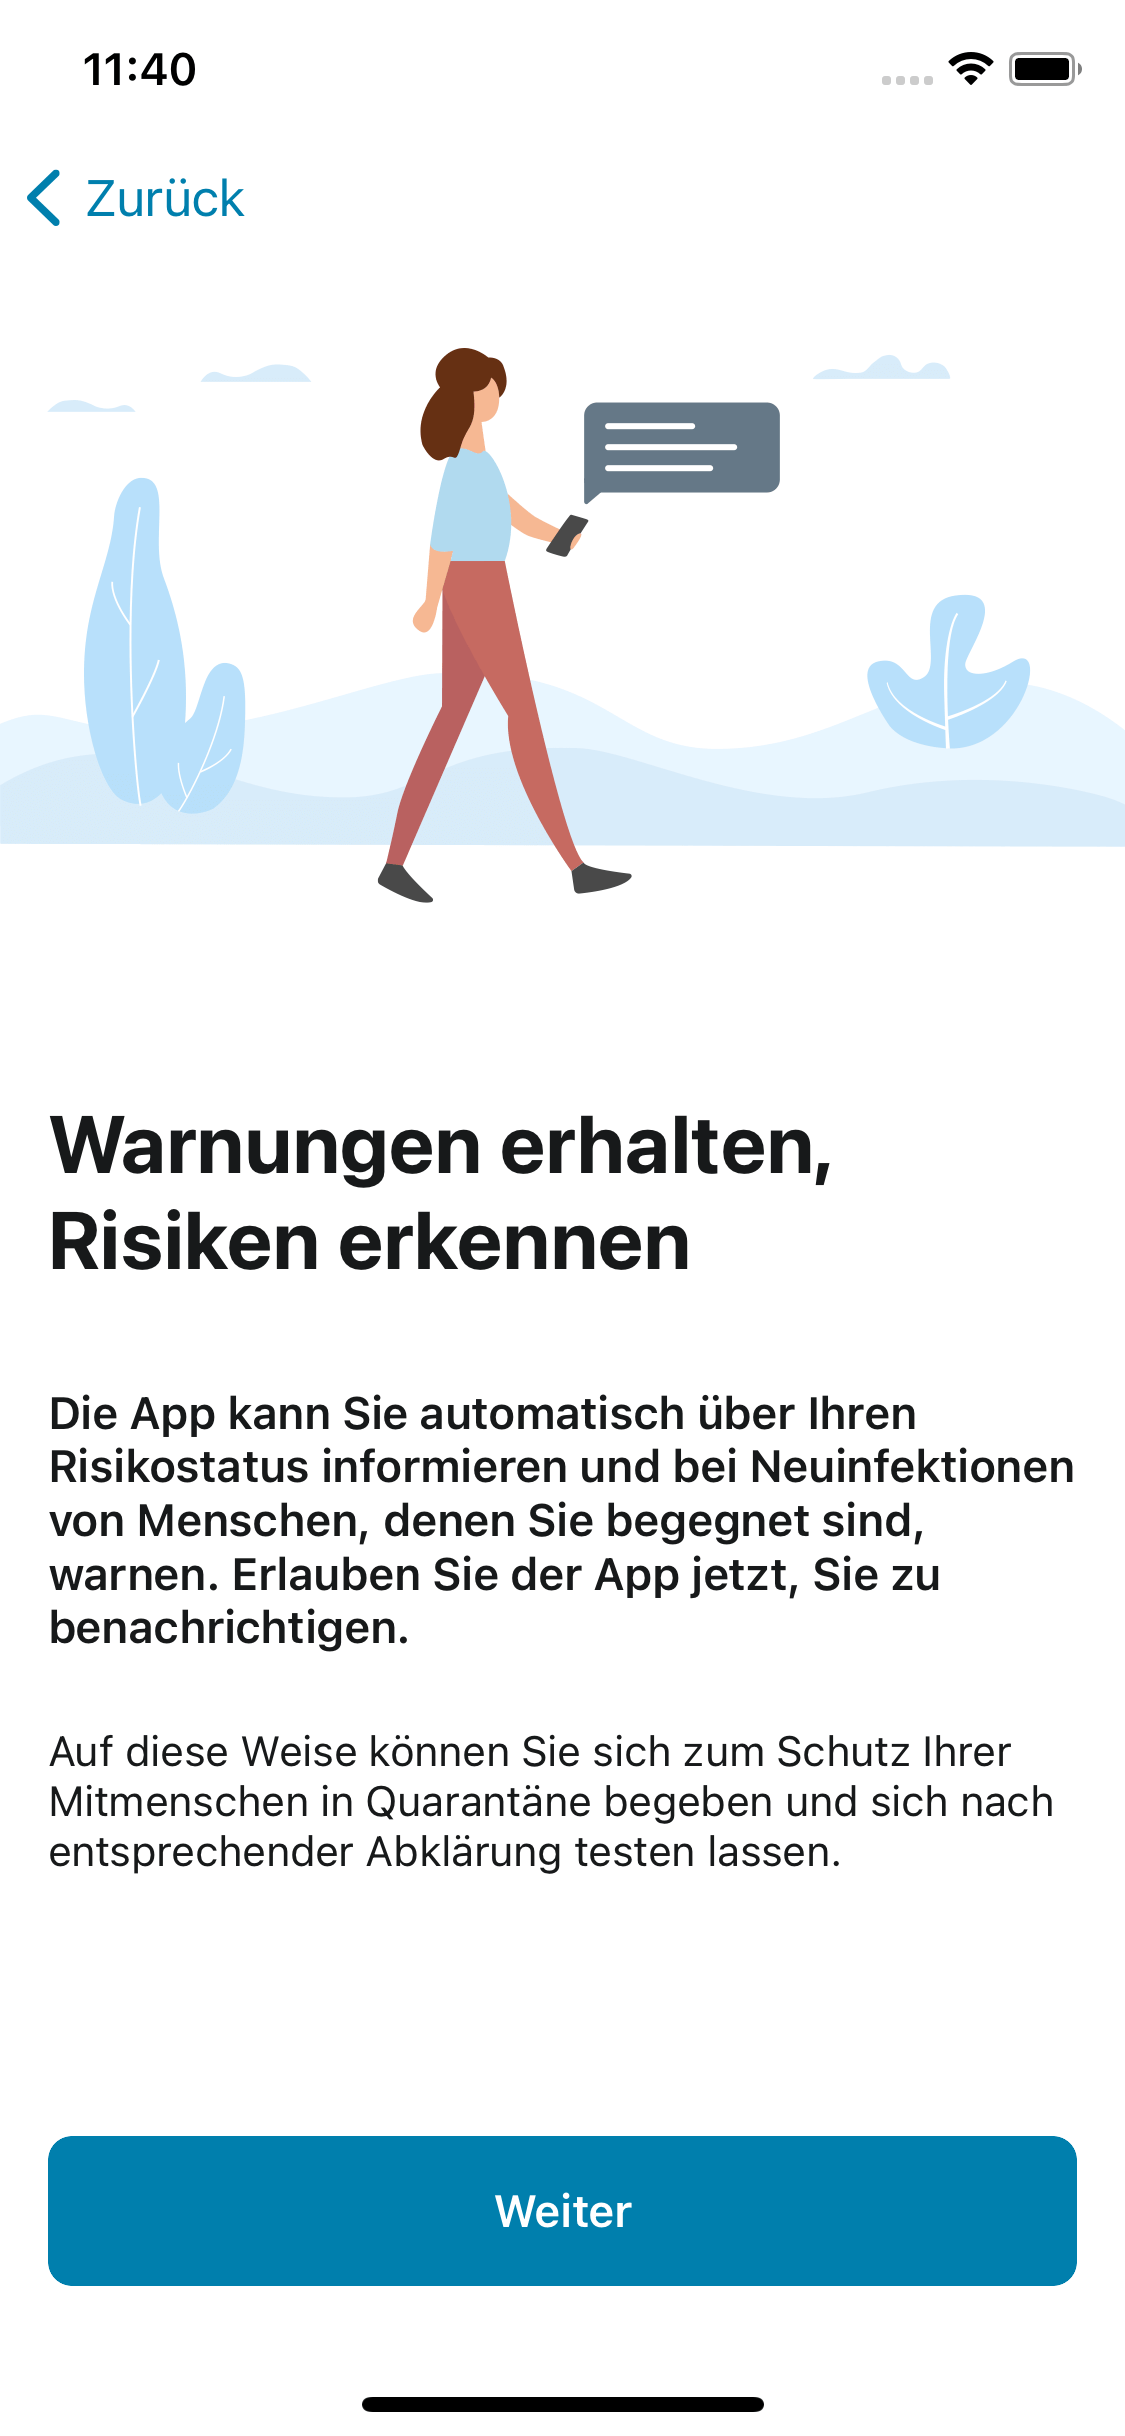 11:40
Zurück
Warnungen erhalten,
Risiken erkennen
Die App kann Sie automatisch über Ihren
Risikostatus informieren und bei Neuinfektionen
von Menschen, denen Sie begegnet sind,
warnen. Erlauben Sie der App jetzt, Sie zu
benachrichtigen.
Auf diese Weise können Sie sich zum Schutz Ihrer
Mitmenschen in Quarantäne begeben und sich nach
entsprechender Abklärung testen lassen.
Weiter